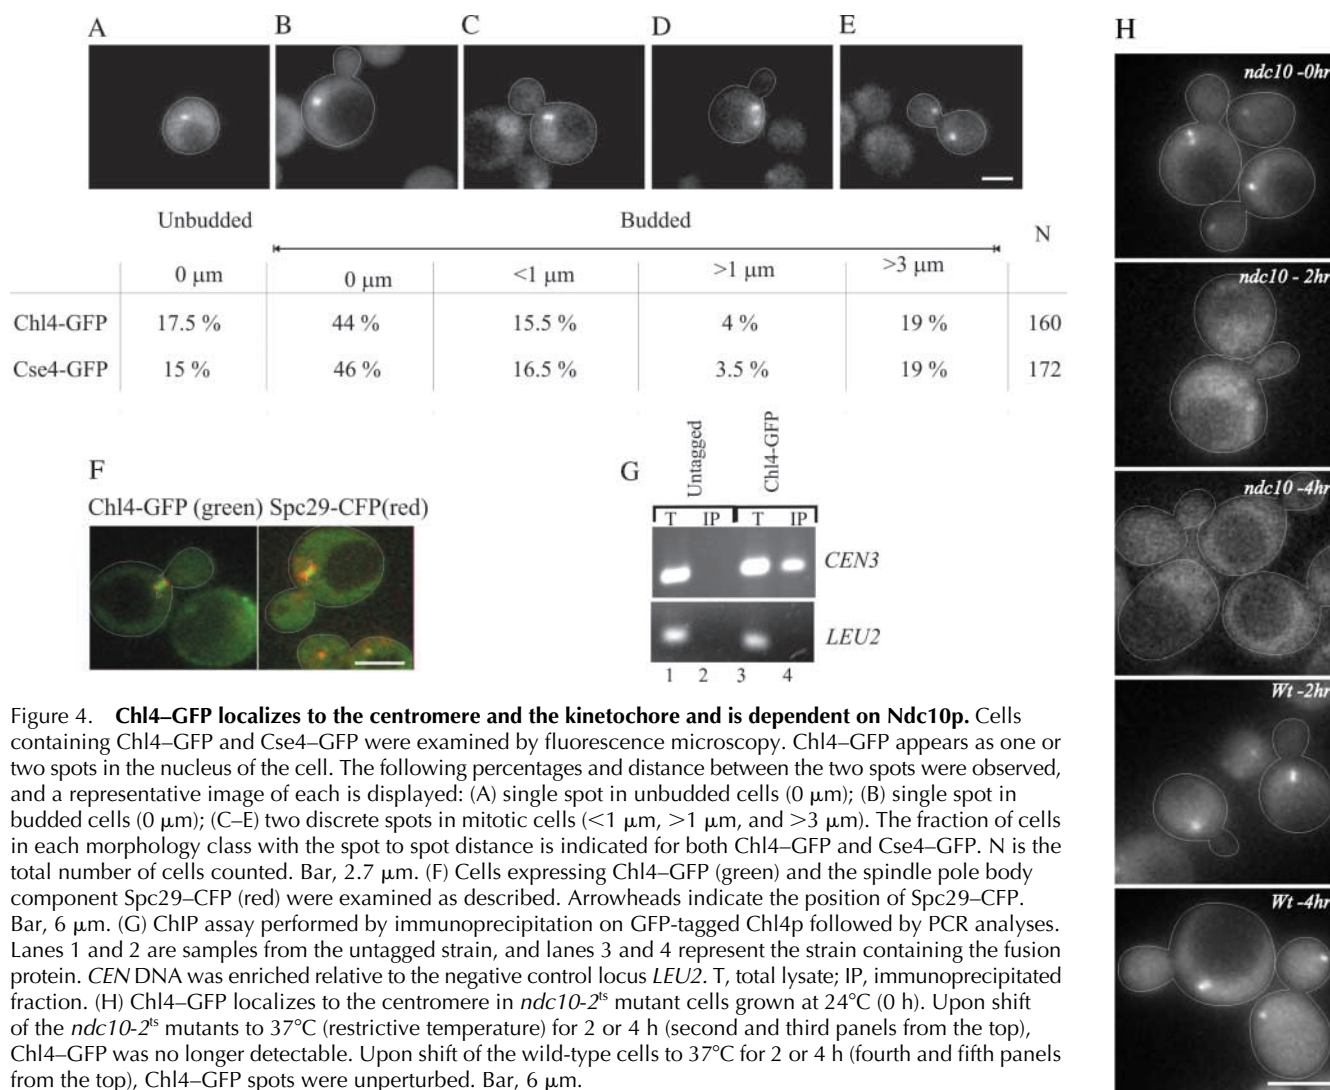 A
B
C
D
E
H
ndc10 -0hr
Unbudded
Budded
N
0 μm
0 μm
<1 μm
>1 μm
>3 μm
Chl4-GFP
17.5 %
44 %
15.5 %
4 %
19 %
160
Cse4-GFP
15 %
46 %
16.5 %
3.5 %
19 %
172
ndc10 - 2hr
ndc10 -4hr
Wt -2hr
Wt -4hr
F
Chl4-GFP (green) Spc29-CFP(red)
G
Untagged
Chl4-GFP
T IP T IP
CEN3
LEU2
1 2 3 4
Figure 4. Chl4–GFP localizes to the centromere and the kinetochore and is dependent on Ndc10p. Cells
containing Chl4–GFP and Cse4–GFP were examined by fluorescence microscopy. Chl4–GFP appears as one or
two spots in the nucleus of the cell. The following percentages and distance between the two spots were observed,
and a representative image of each is displayed: (A) single spot in unbudded cells (0 μm); (B) single spot in
budded cells (0 μm); (C–E) two discrete spots in mitotic cells (<1 μm, >1 μm, and >3 μm). The fraction of cells
in each morphology class with the spot to spot distance is indicated for both Chl4–GFP and Cse4–GFP. N is the
total number of cells counted. Bar, 2.7 μm. (F) Cells expressing Chl4–GFP (green) and the spindle pole body
component Spc29–CFP (red) were examined as described. Arrowheads indicate the position of Spc29–CFP.
Bar, 6 μm. (G) ChIP assay performed by immunoprecipitation on GFP-tagged Chl4p followed by PCR analyses.
Lanes 1 and 2 are samples from the untagged strain, and lanes 3 and 4 represent the strain containing the fusion
protein. CEN DNA was enriched relative to the negative control locus LEU2. T, total lysate; IP, immunoprecipitated
fraction. (H) Chl4–GFP localizes to the centromere in ndc10-2ts mutant cells grown at 24°C (0 h). Upon shift
of the ndc10-2ts mutants to 37°C (restrictive temperature) for 2 or 4 h (second and third panels from the top),
Chl4–GFP was no longer detectable. Upon shift of the wild-type cells to 37°C for 2 or 4 h (fourth and fifth panels
from the top), Chl4–GFP spots were unperturbed. Bar, 6 μm.